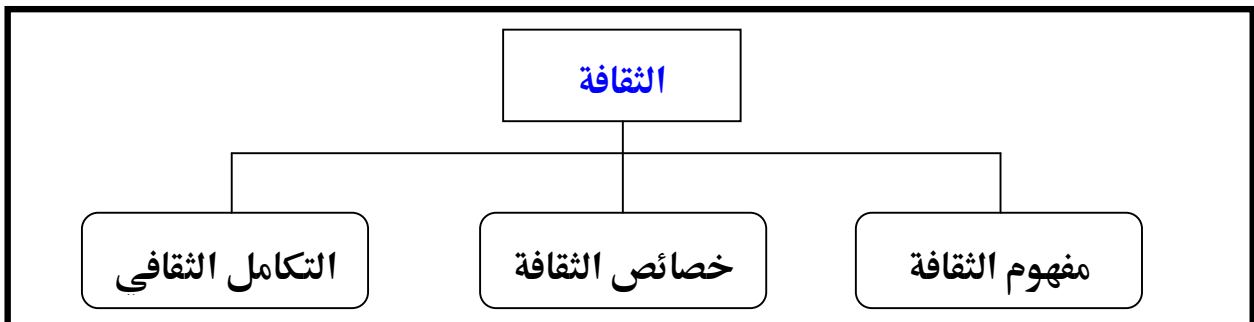 الثقافة
مفهوم الثقافة
خصائص الثقافة
التكامل الثقافي